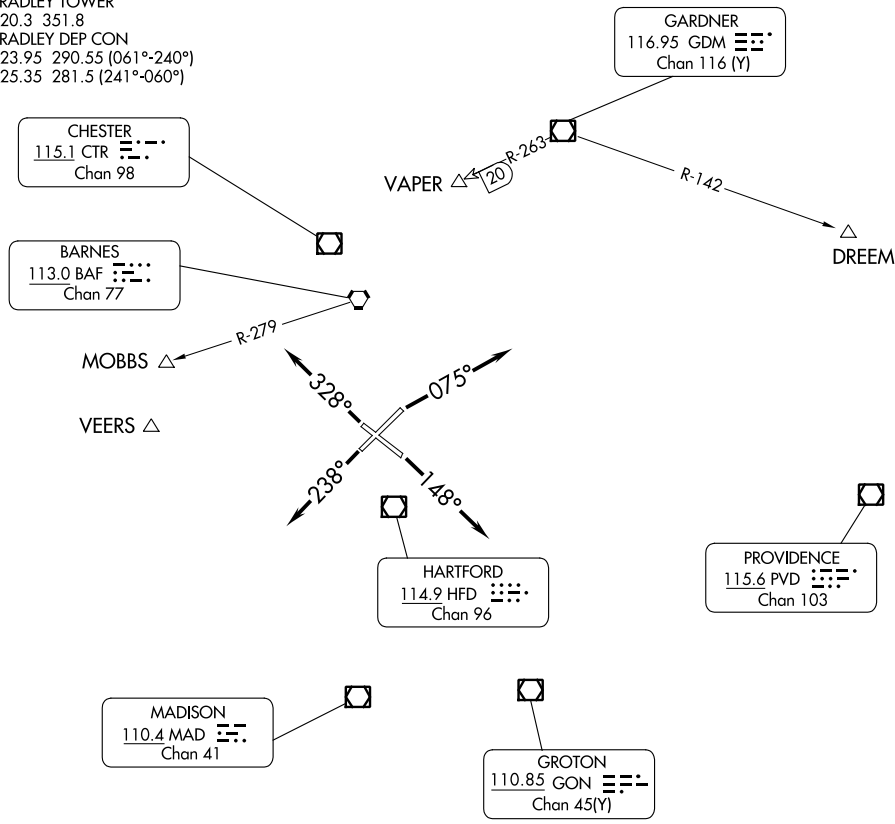 RADLEY TOWER
20.3 351.8
RADLEY DEP CON
23.95 290.55 (061°-240°)
25.35 281.5 (241°-060°)
GARDNER
116.95 GDM
Chan 116 (Y)
CHESTER
115.1 CTR
Chan 98
R-263
20
VAPER
R-142
DREEM
BARNES
113.0 BAF
Chan 77
R-279
MOBBS
VEERS
328°
075°
238°
148°
HARTFORD
114.9 HFD
Chan 96
PROVIDENCE
115.6 PVD
Chan 103
MADISON
110.4 MAD
Chan 41
GROTON
110.85 GON
Chan 45(Y)